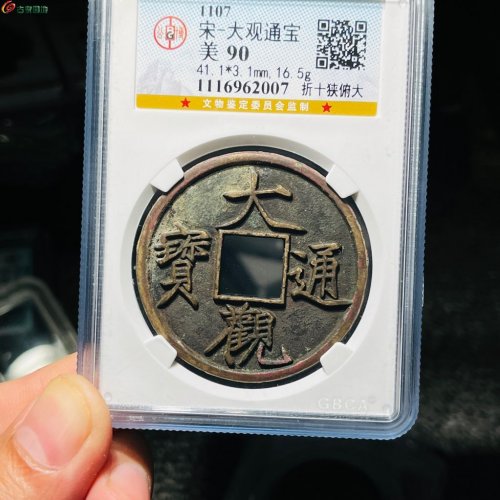 1107
宋-大观通宝
美 90
41.1*3.1mm,16.5g
1116962007 折十狭俯大
★ 文物鉴定委员会监制 ★
大
寶 通
觀
GBCA